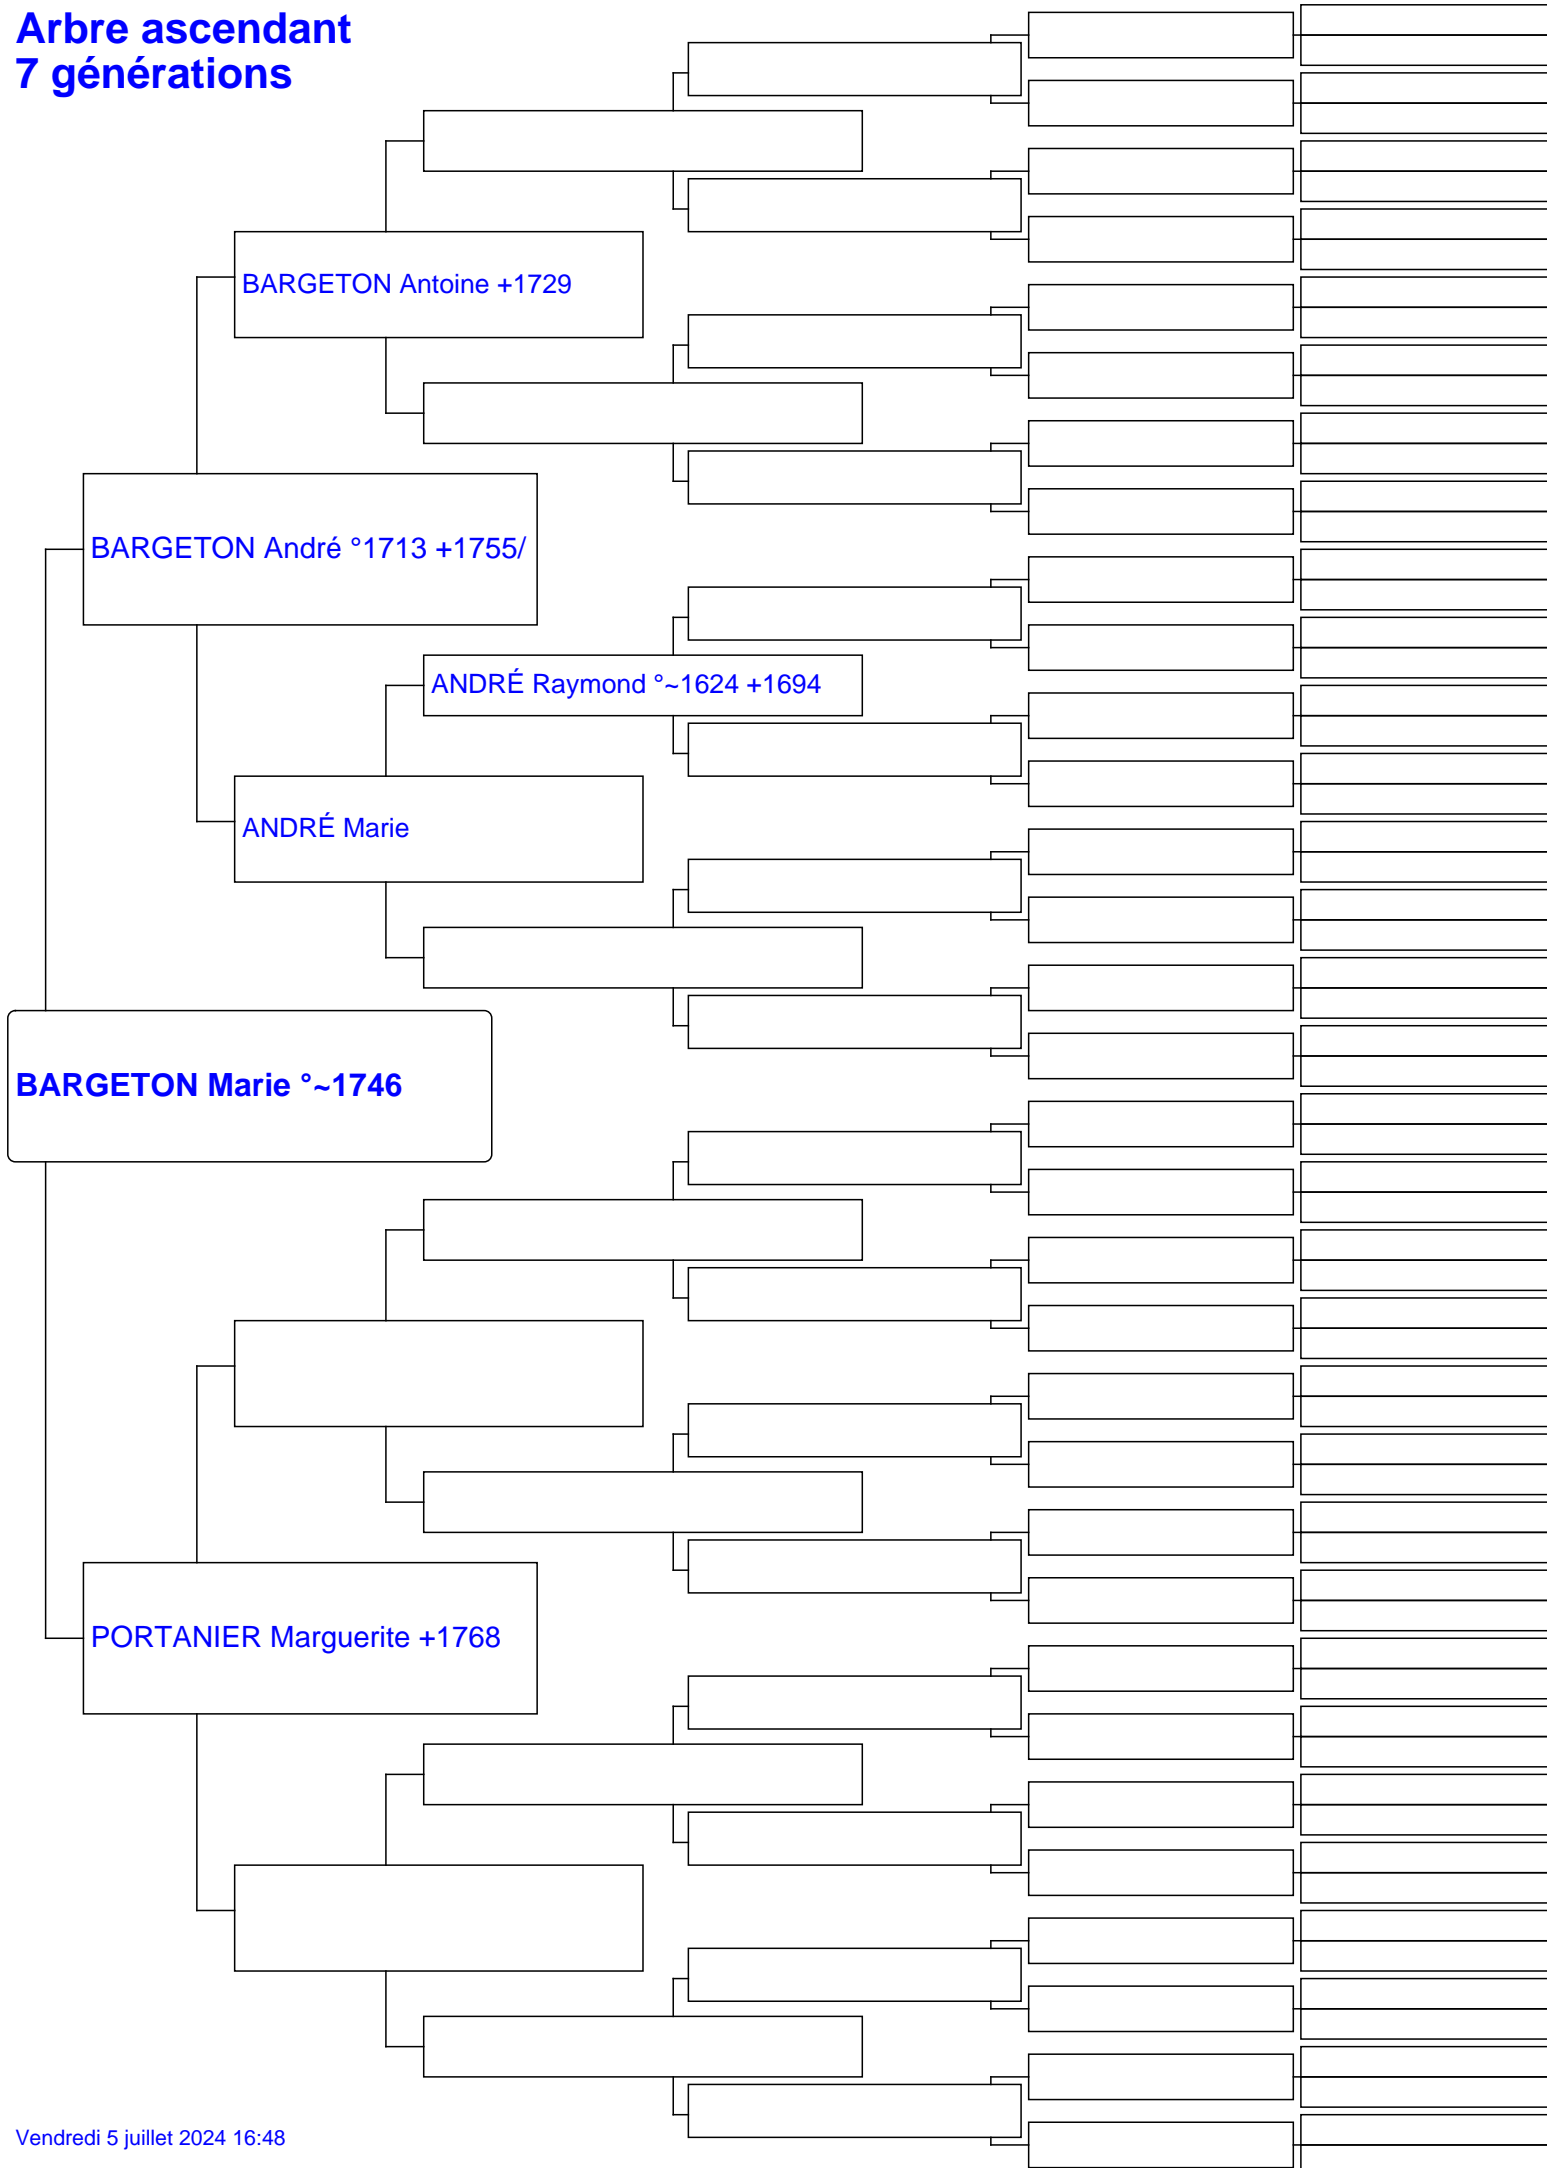 Arbre ascendant
7 générations
BARGETON Antoine +1729
BARGETON André °1713 +1755/
ANDRÉ Raymond °~1624 +1694
ANDRÉ Marie
BARGETON Marie °~1746
PORTANIER Marguerite +1768
Vendredi 5 juillet 2024 16:48